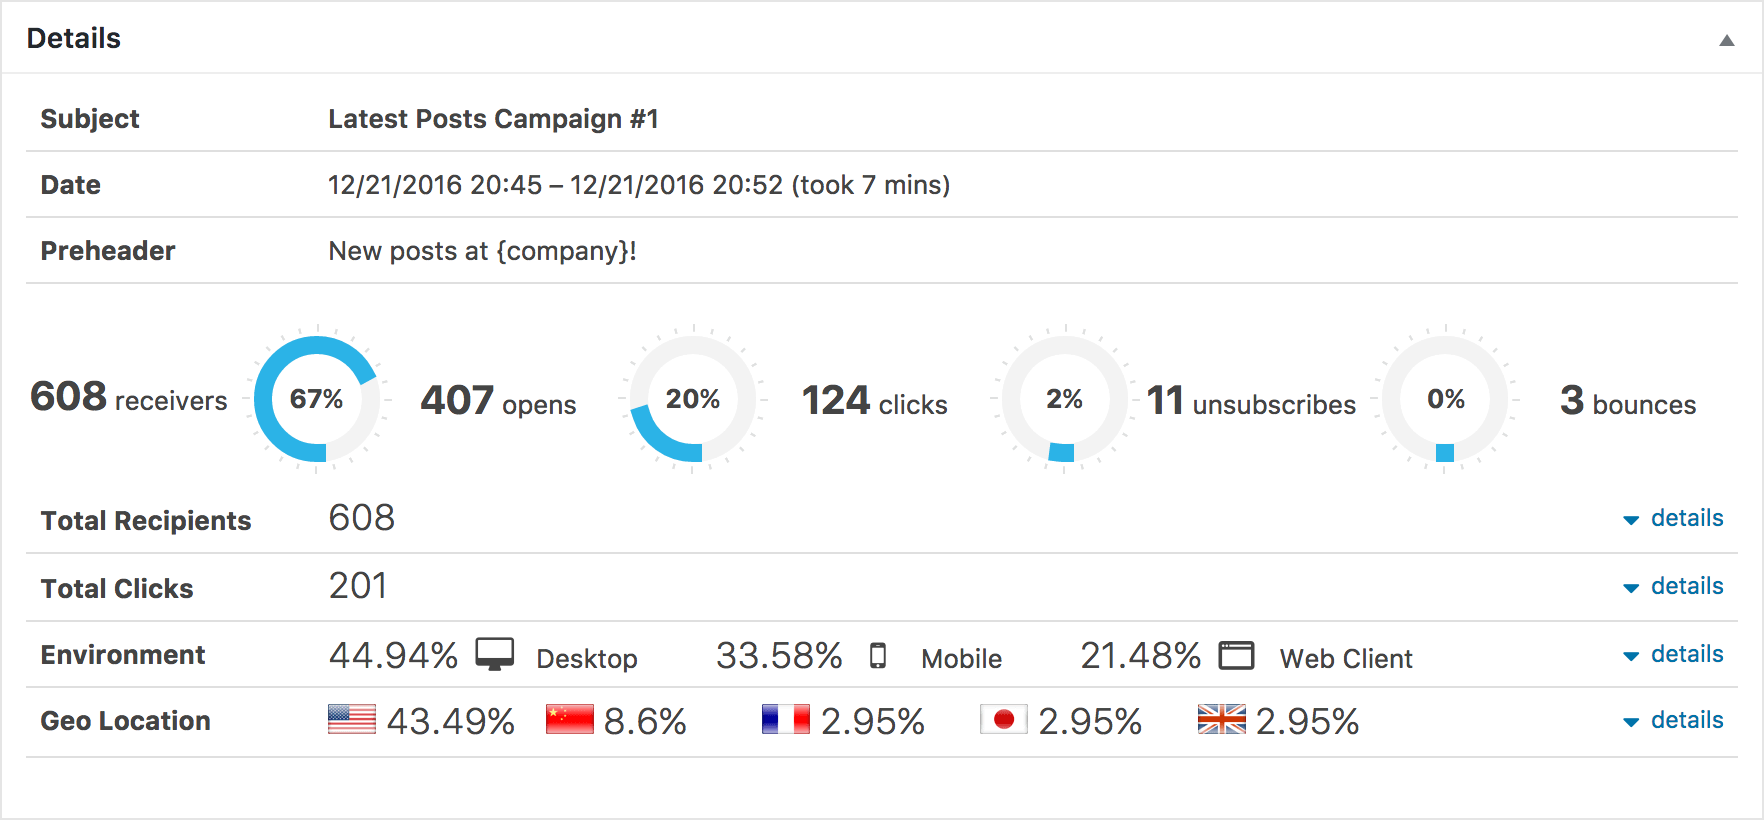 Details
Subject Latest Posts Campaign #1
Date 12/21/2016 20:45 – 12/21/2016 20:52 (took 7 mins)
Preheader New posts at {company}!
608 receivers 67% 407 opens 20% 124 clicks 2% 11 unsubscribes 0% 3 bounces
Total Recipients 608 details
Total Clicks 201 details
Environment 44.94% Desktop 33.58% Mobile 21.48% Web Client details
Geo Location 43.49% 8.6% 2.95% 2.95% 2.95% details